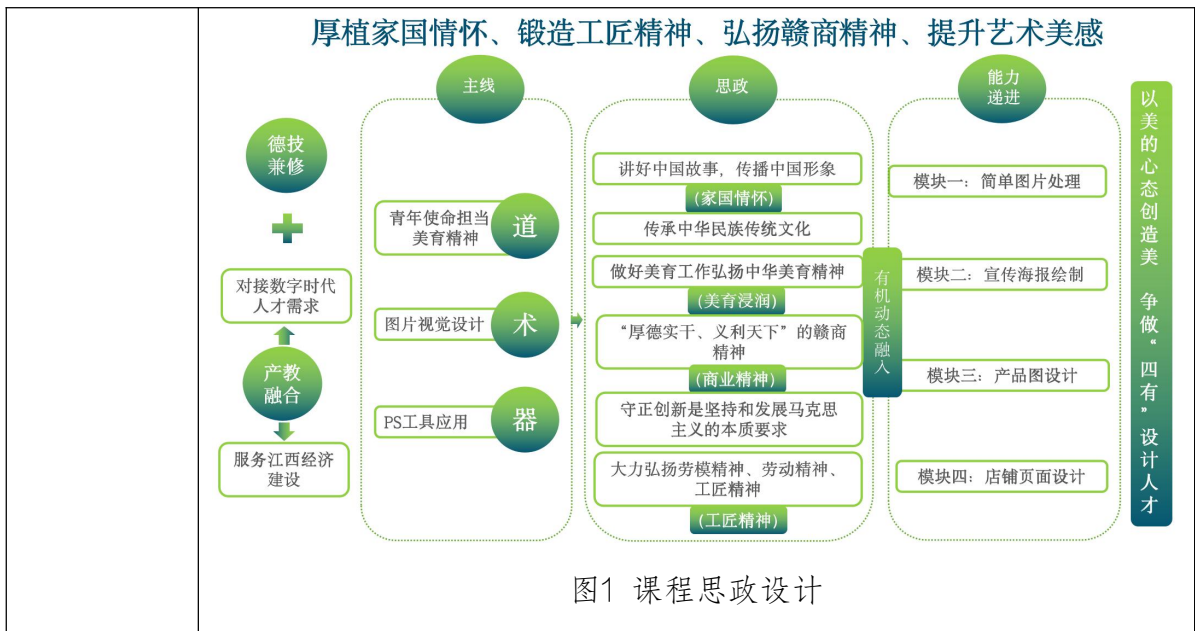 厚植家国情怀、锻造工匠精神、弘扬赣商精神、提升艺术美感
德技
兼修
对接数字时代
人才需求
产教
融合
服务江西经济
建设
主线
青年使命担当
美育精神
道
图片视觉设计
术
PS工具应用
器
思政
讲好中国故事，传播中国形象
(家国情怀)
传承中华民族传统文化
做好美育工作弘扬中华美育精神
(美育浸润)
“厚德实干、义利天下”的赣商
精神
(商业精神)
守正创新是坚持和发展马克思
主义的本质要求
大力弘扬劳模精神、劳动精神、
工匠精神
(工匠精神)
有机动态融入
能力
递进
模块一：简单图片处理
模块二：宣传海报绘制
模块三：产品图设计
模块四：店铺页面设计
以美的心态创造美 争做“四有”设计人才
图1 课程思政设计